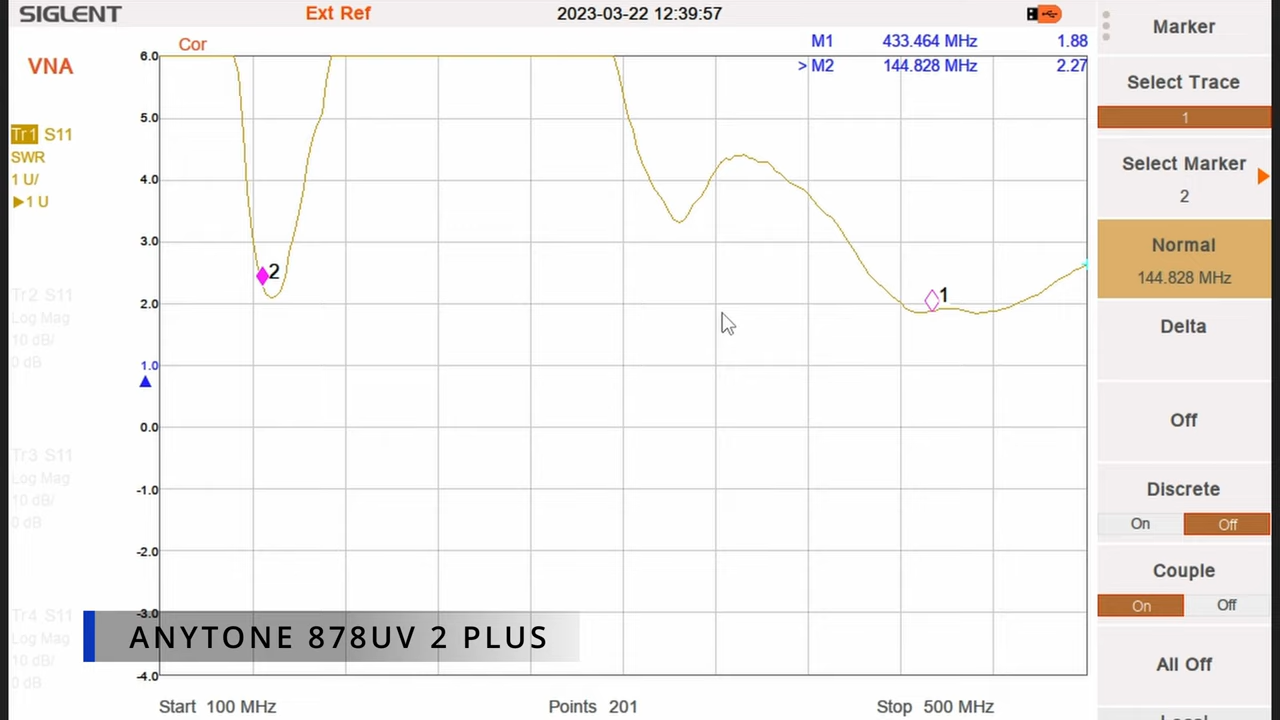 SIGLENT
Ext Ref
2023-03-22 12:39:57
Marker
VNA
Cor
M1 433.464 MHz 1.88
> M2 144.828 MHz 2.27
Select Trace
1
Tr1 S11
SWR
1 U/
1 U
Select Marker
2
Normal
144.828 MHz
Delta
Off
Discrete
On Off
Couple
On Off
All Off
6.0
5.0
4.0
3.0
2.0
1.0
0.0
-1.0
-2.0
-3.0
-4.0
2
1
Tr2 S11
Log Mag
10 dB/
0 dB
Tr3 S11
Log Mag
10 dB/
0 dB
Tr4 S11
Log Mag
10 dB/
0 dB
ANYTONE 878UV 2 PLUS
Start 100 MHz
Points 201
Stop 500 MHz